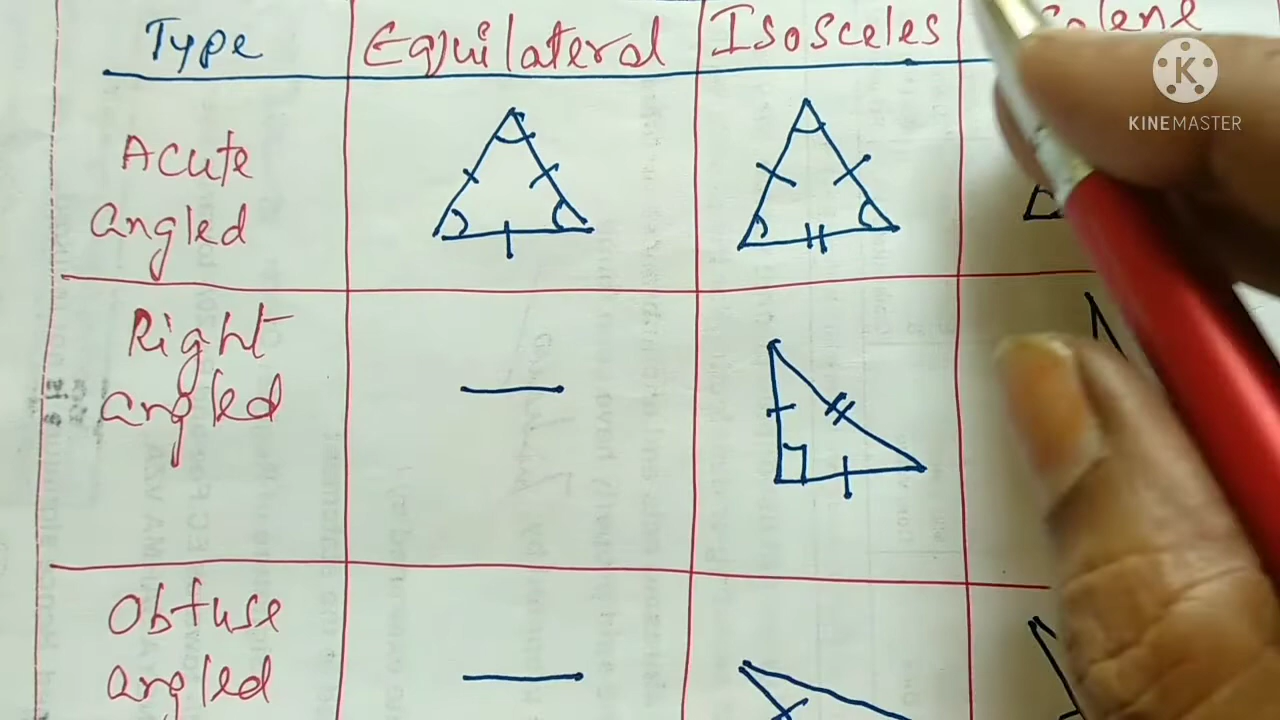 Type Equilateral Isosceles
K
KINEMASTER
Acute
angled
Right
angled
Obtuse
angled